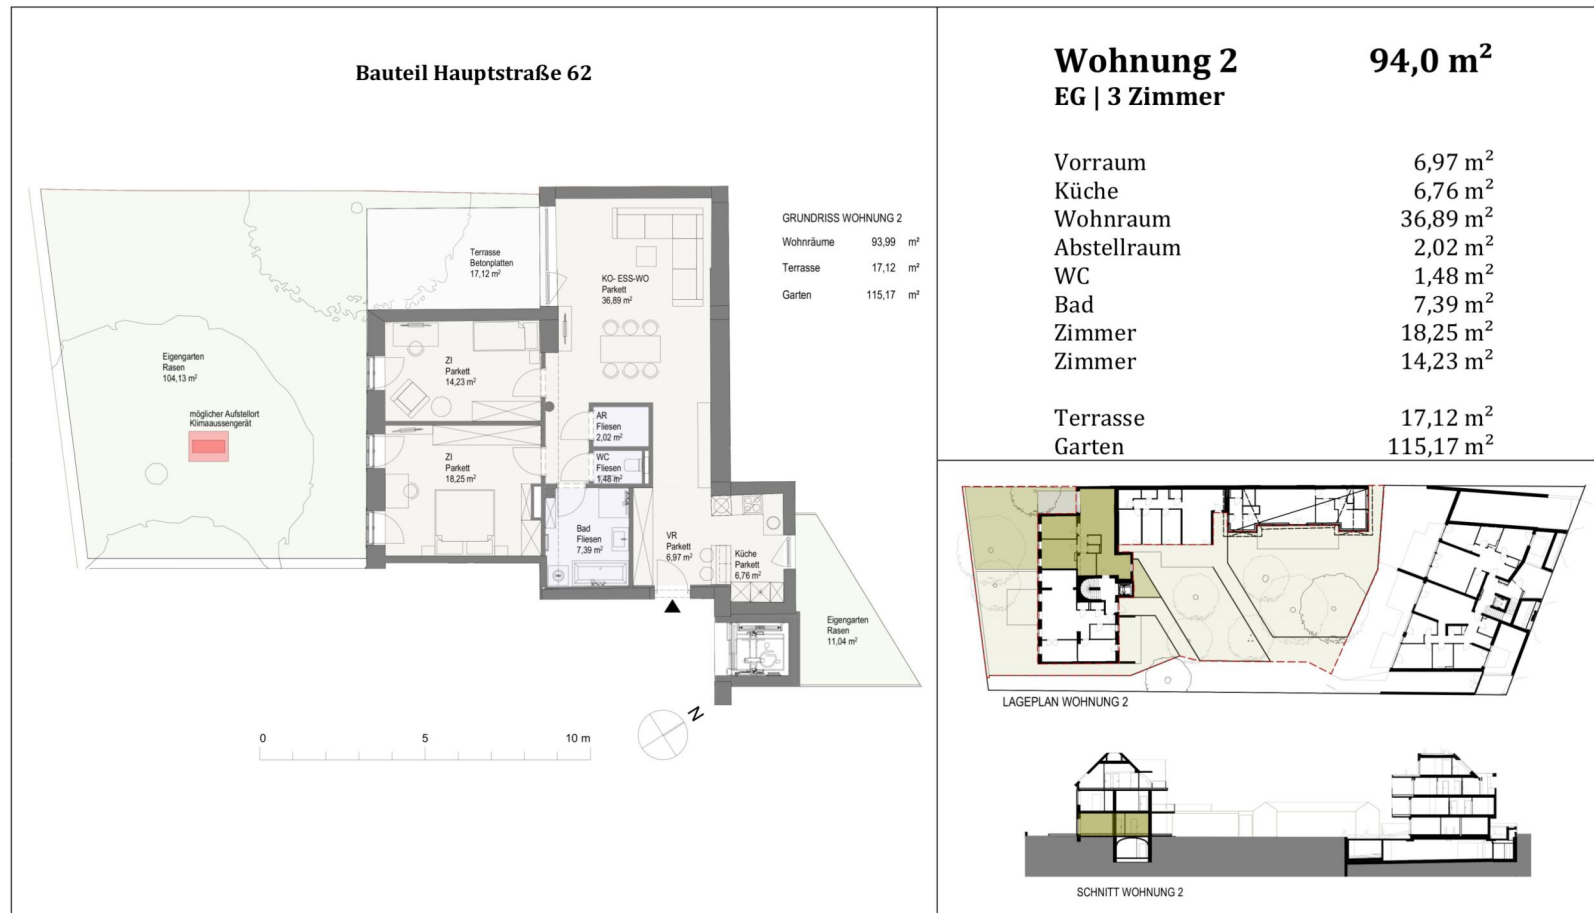 Bauteil Hauptstraße 62
Terrasse
Betonplatten
17,12 m²
KO- ESS-WO
Parkett
36,89 m²
GRUNDRISS WOHNUNG 2
Wohnräume 93,99 m²
Terrasse 17,12 m²
Garten 115,17 m²
Eigengarten
Rasen
104,13 m²
möglicher Aufstellort
Klimaaussengerät
ZI
Parkett
14,23 m²
AR
Fliesen
2,02 m²
ZI
Parkett
18,25 m²
WC
Fliesen
1,48 m²
Bad
Fliesen
7,39 m²
VR
Parkett
6,97 m²
Küche
Parkett
6,76 m²
Eigengarten
Rasen
11,04 m²
N
0 5 10 m
Wohnung 2 94,0 m²
EG | 3 Zimmer
Vorraum 6,97 m²
Küche 6,76 m²
Wohnraum 36,89 m²
Abstellraum 2,02 m²
WC 1,48 m²
Bad 7,39 m²
Zimmer 18,25 m²
Zimmer 14,23 m²
Terrasse 17,12 m²
Garten 115,17 m²
LAGEPLAN WOHNUNG 2
SCHNITT WOHNUNG 2